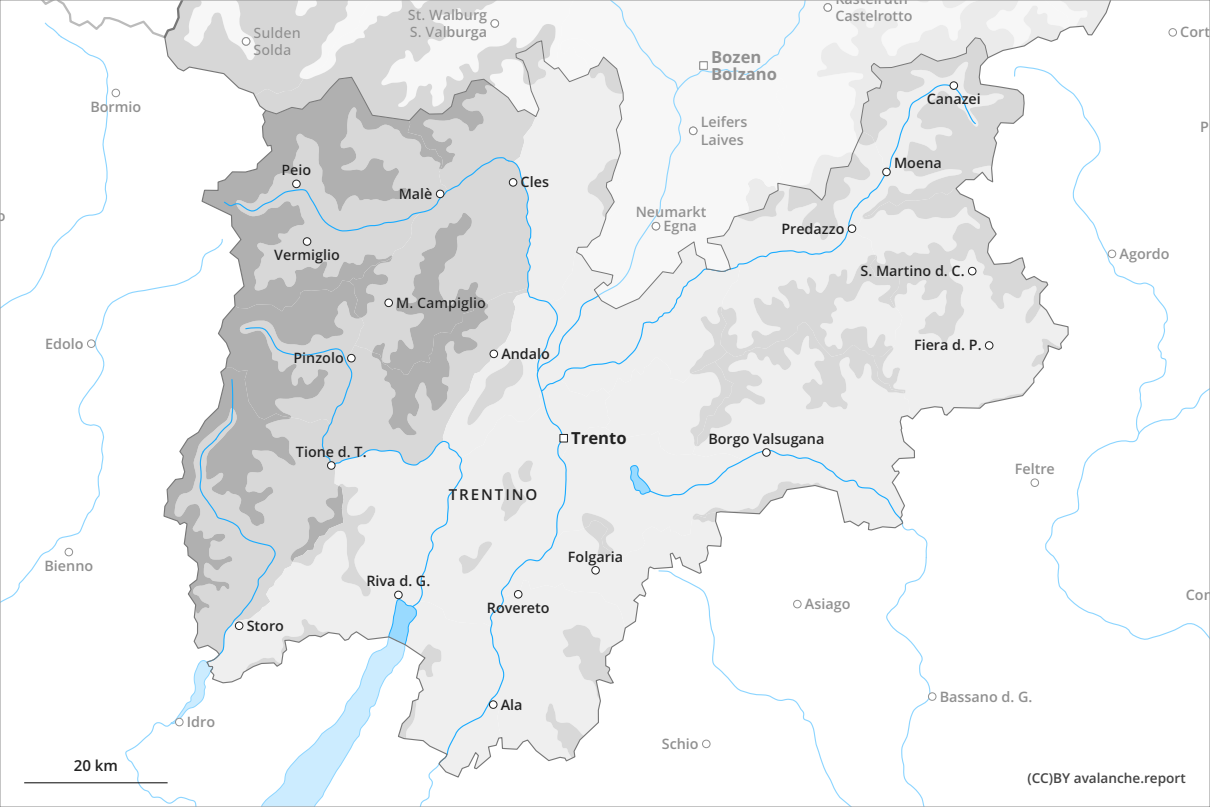 Kastelruth
Castelrotto
St. Walburg
S. Valburga
Sulden
Solda
Cort
Bozen
Bolzano
Bormio
Canazei
Leifers
Laives
P
Moena
Peio
Malè
Cles
Neumarkt
Egna
Predazzo
Vermiglio
Agordo
S. Martino d. C.
M. Campiglio
Edolo
Pinzolo
Andalo
Fiera d. P.
Trento
Borgo Valsugana
Tione d. T.
Feltre
TRENTINO
Bienno
Folgaria
Riva d. G.
Cor
Rovereto
Asiago
Storo
Bassano d. G.
Ala
Idro
Schio
20 km
(CC)BY avalanche.report